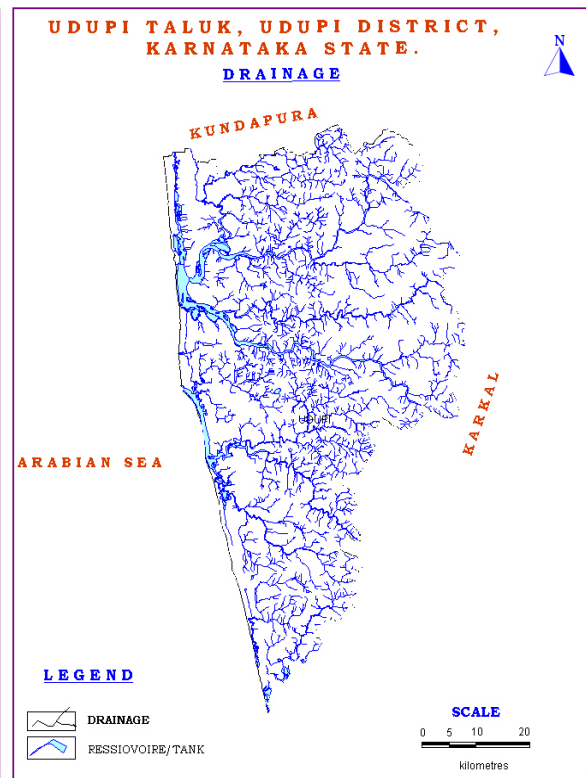 UDUPI TALUK, UDUPI DISTRICT,
KARNATAKA STATE.
DRAINAGE
N
KUNDAPURA
KARKAL
UDUPI
ARABIAN SEA
LEGEND
DRAINAGE
RESSIOVOIRE/TANK
SCALE
0 5 10 20
kilometres